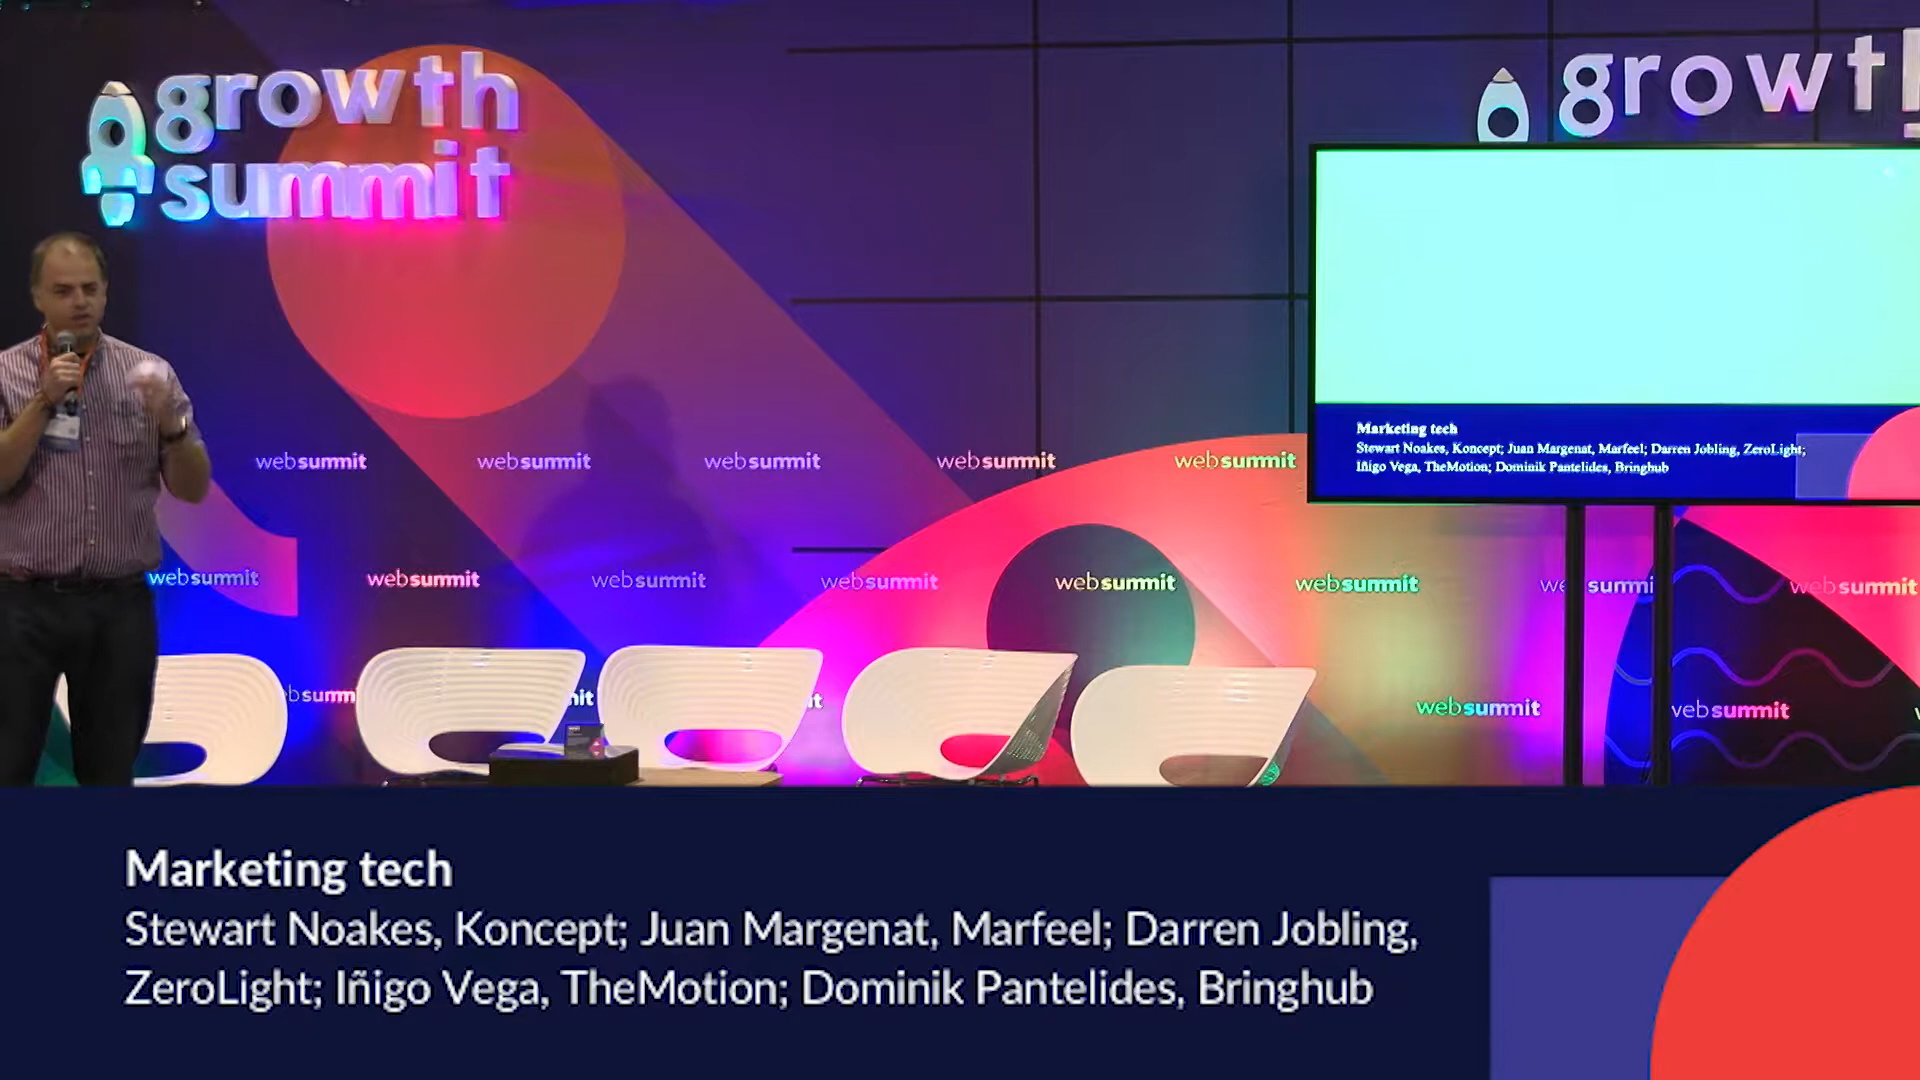 growth
summit
growth
Marketing tech
Stewart Noakes, Koncept; Juan Margenat, Marfeel; Darren Jobling, ZeroLight;
Iñigo Vega, TheMotion; Dominik Pantelides, Bringhub
websummit websummit websummit websummit websummit
websummit websummit websummit websummit websummit websummit websummit websummit
websummit websummit
Marketing tech
Stewart Noakes, Koncept; Juan Margenat, Marfeel; Darren Jobling,
ZeroLight; Iñigo Vega, TheMotion; Dominik Pantelides, Bringhub